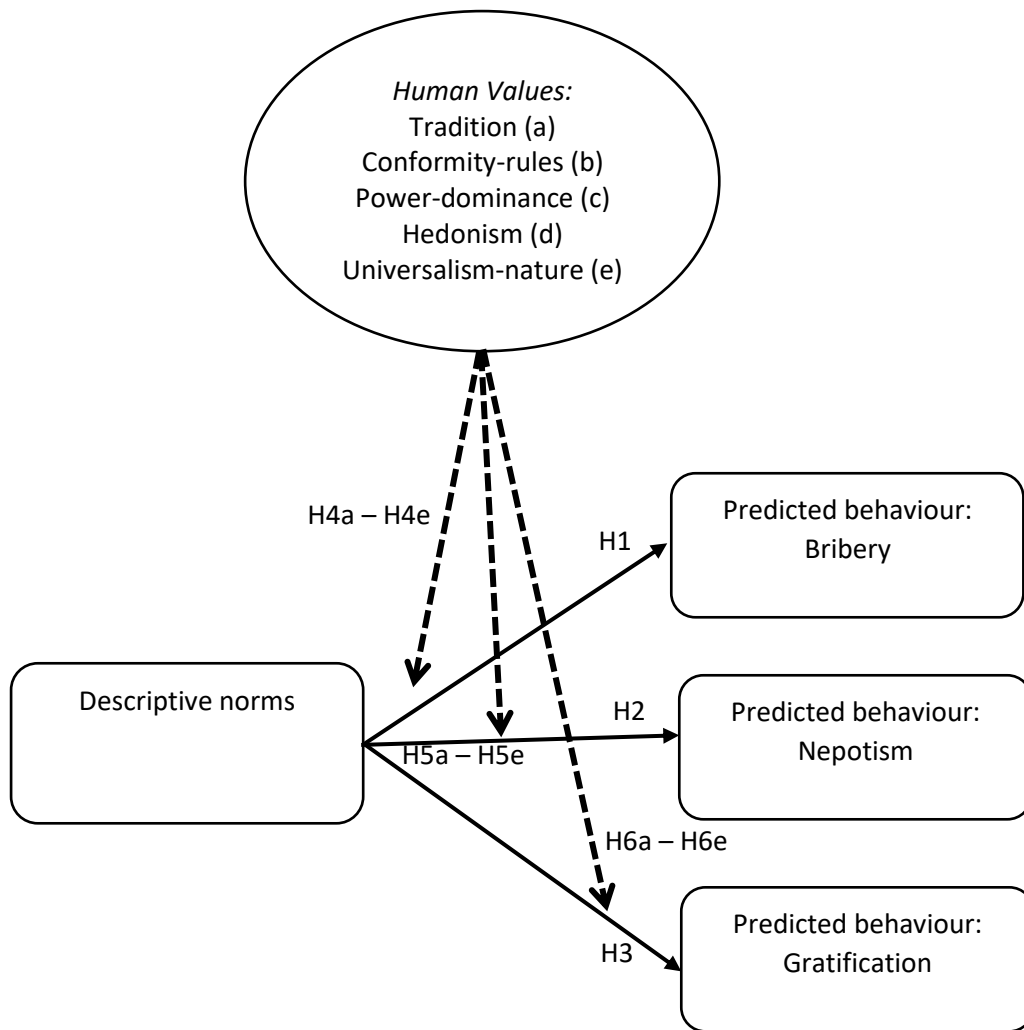 Human Values:
Tradition (a)
Conformity-rules (b)
Power-dominance (c)
Hedonism (d)
Universalism-nature (e)
H4a – H4e
H1
Predicted behaviour:
Bribery
Descriptive norms
H2
H5a – H5e
Predicted behaviour:
Nepotism
H6a – H6e
H3
Predicted behaviour:
Gratification